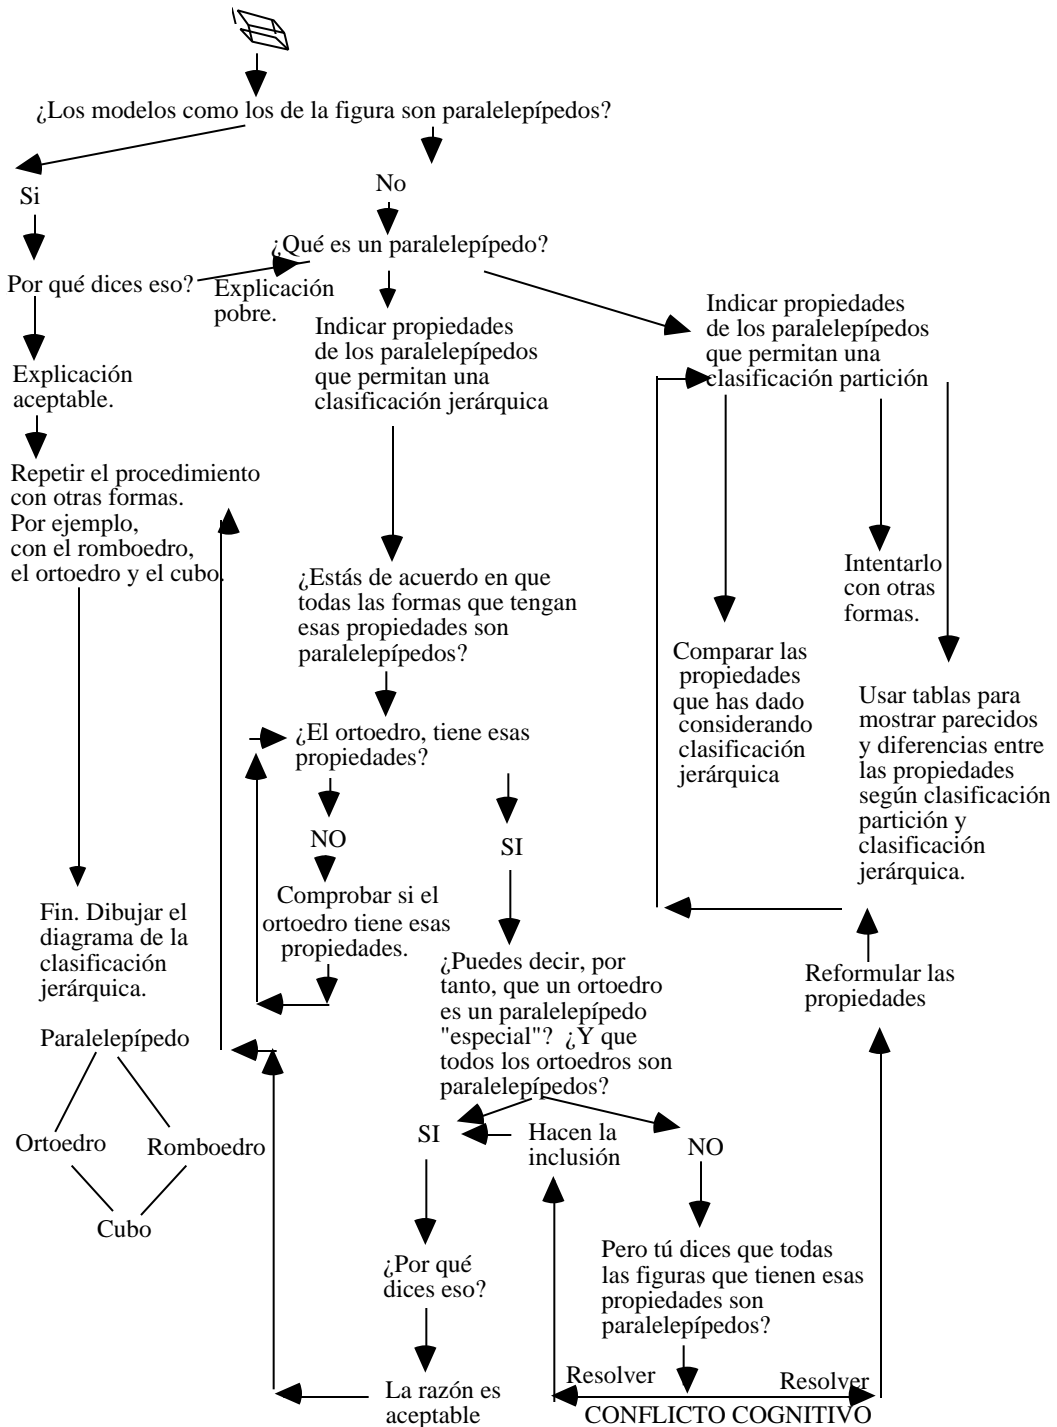 ¿Los modelos como los de la figura son paralelepípedos?
Si
No
¿Qué es un paralelepípedo?
Por qué dices eso?
Explicación
pobre.
Explicación
aceptable.
Indicar propiedades
de los paralelepípedos
que permitan una
clasificación jerárquica
Indicar propiedades
de los paralelepípedos
que permitan una
clasificación partición
Repetir el procedimiento
con otras formas.
Por ejemplo,
con el romboedro,
el ortoedro y el cubo.
¿Estás de acuerdo en que
todas las formas que tengan
esas propiedades son
paralelepípedos?
Intentarlo
con otras
formas.
Comparar las
propiedades
que has dado
considerando
clasificación
jerárquica
Usar tablas para
mostrar parecidos
y diferencias entre
las propiedades
según clasificación
partición y
clasificación
jerárquica.
¿El ortoedro, tiene esas
propiedades?
NO
SI
Comprobar si el
ortoedro tiene esas
propiedades.
Fin. Dibujar el
diagrama de la
clasificación
jerárquica.
Paralelepípedo
Ortoedro
Romboedro
Cubo
¿Puedes decir, por
tanto, que un ortoedro
es un paralelepípedo
"especial"? ¿Y que
todos los ortoedros son
paralelepípedos?
Reformular las
propiedades
SI
Hacen la
inclusión
NO
¿Por qué
dices eso?
Pero tú dices que todas
las figuras que tienen esas
propiedades son
paralelepípedos?
La razón es
aceptable
Resolver
Resolver
CONFLICTO COGNITIVO